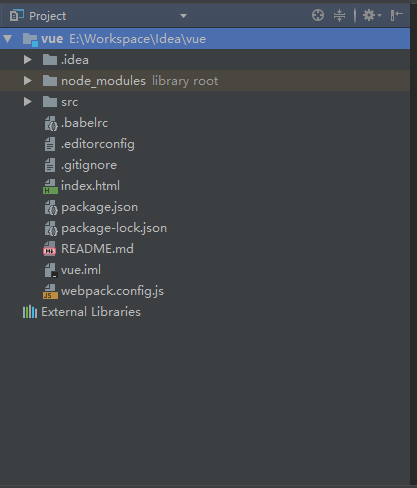 Project
vue E:\Workspace\Idea\vue
.idea
node_modules library root
src
.babelrc
.editorconfig
.gitignore
index.html
package.json
package-lock.json
README.md
vue.iml
webpack.config.js
External Libraries